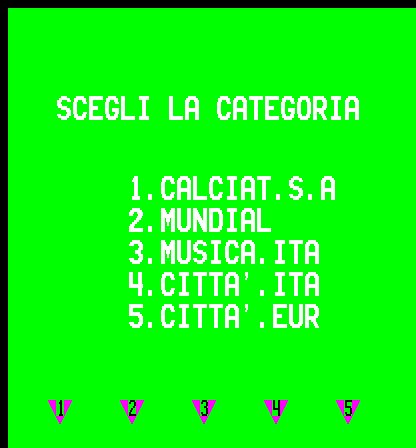 SCEGLI LA CATEGORIA
1.CALCIAT.S.A
2.MUNDIAL
3.MUSICA.ITA
4.CITTA'.ITA
5.CITTA'.EUR
1 2 3 4 5